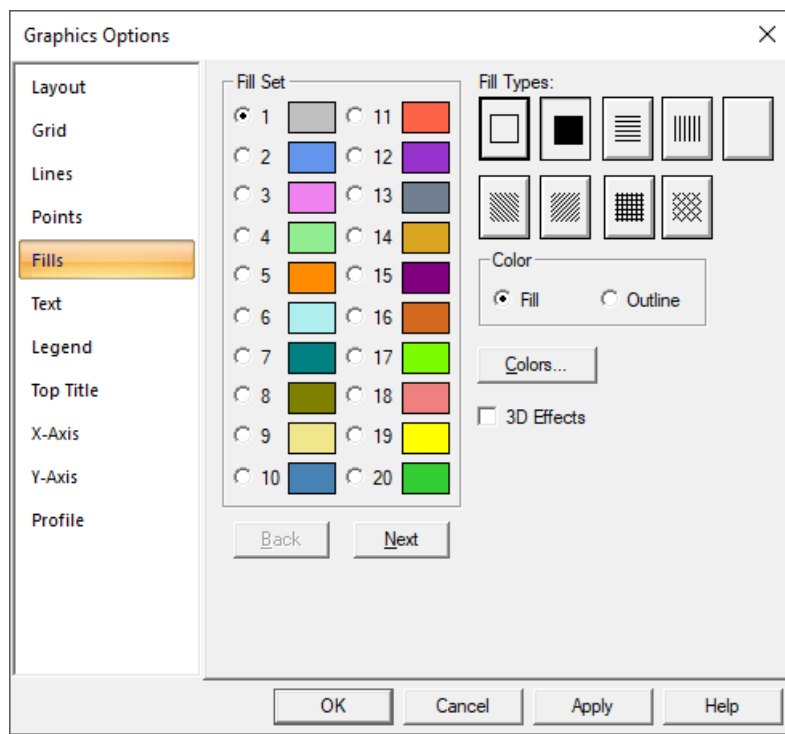 Graphics Options
Layout
Grid
Lines
Points
Fills
Text
Legend
Top Title
X-Axis
Y-Axis
Profile
Fill Set
1 11
2 12
3 13
4 14
5 15
6 16
7 17
8 18
9 19
10 20
Back Next
Fill Types:
Color
Fill Outline
Colors...
3D Effects
OK Cancel Apply Help